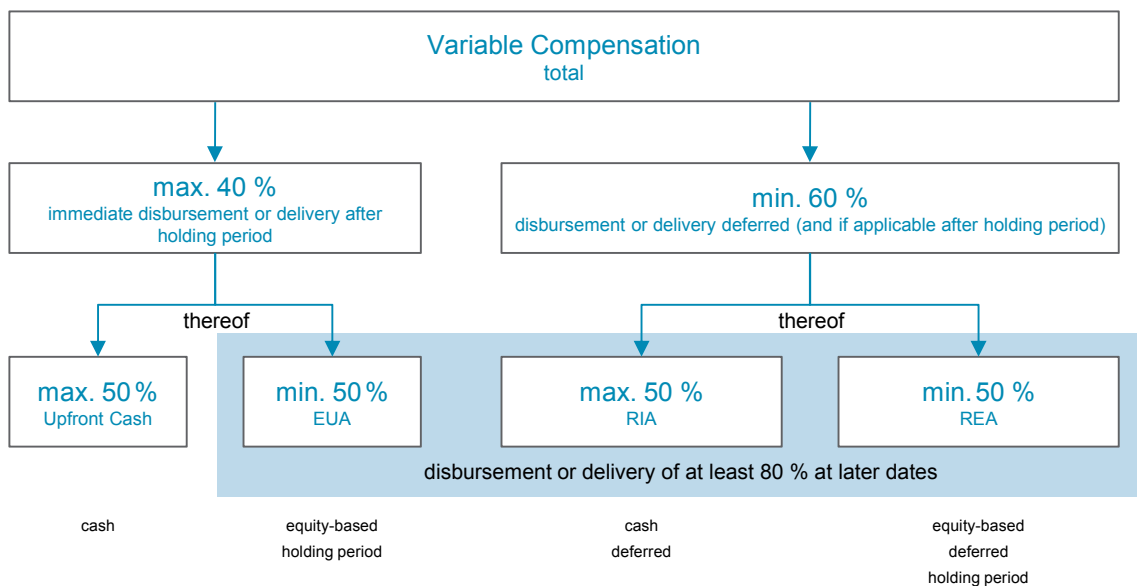 Variable Compensation
total
max. 40 %
immediate disbursement or delivery after
holding period
min. 60 %
disbursement or delivery deferred (and if applicable after holding period)
thereof
thereof
max. 50 %
Upfront Cash
min. 50 %
EUA
max. 50 %
RIA
min. 50 %
REA
disbursement or delivery of at least 80 % at later dates
cash
equity-based
holding period
cash
deferred
equity-based
deferred
holding period